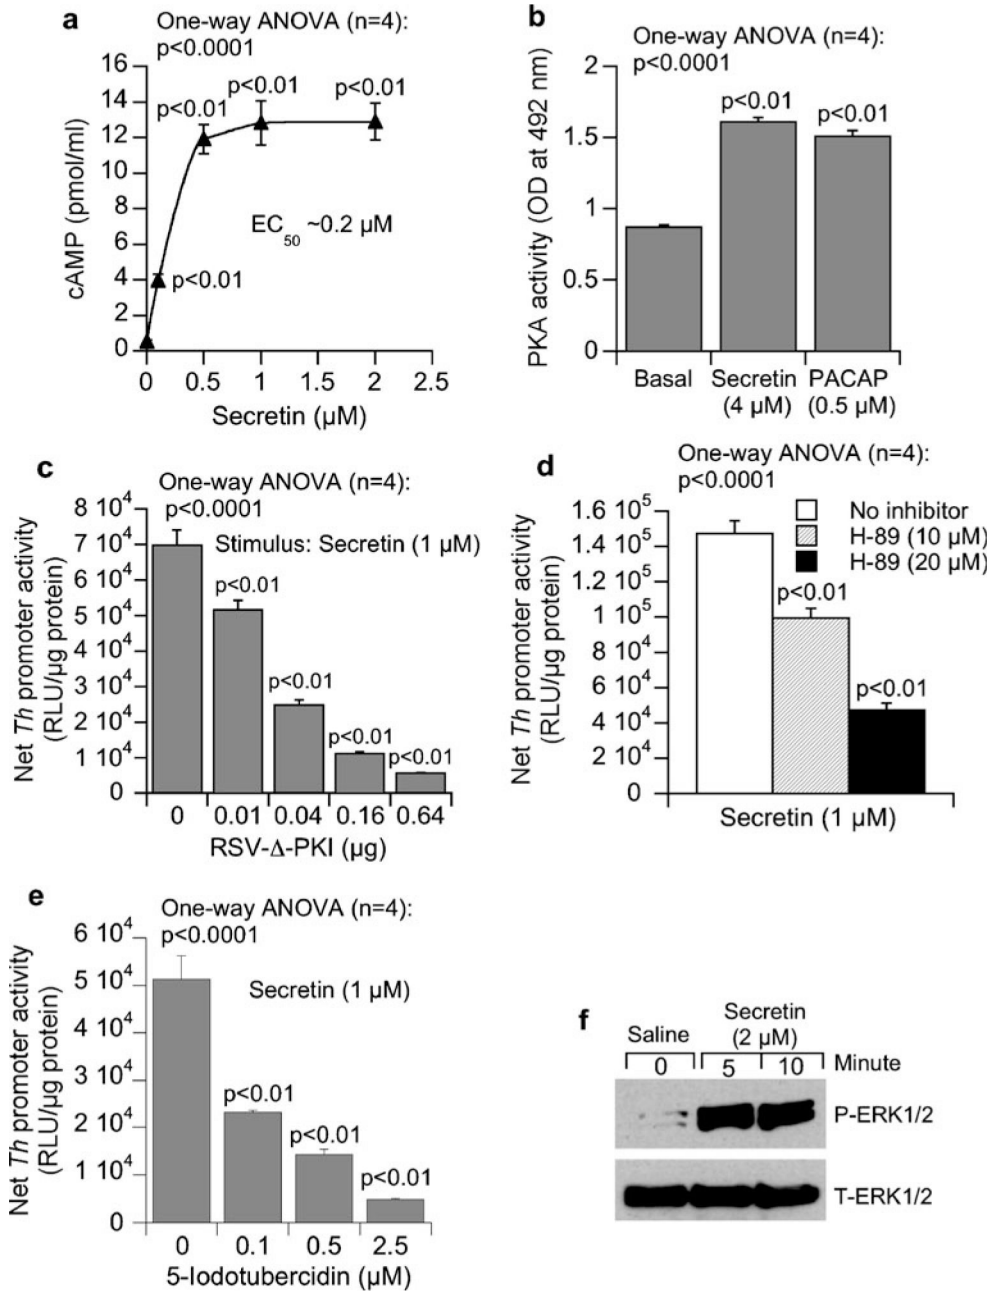 a
One-way ANOVA (n=4):
p<0.0001
cAMP (pmol/ml)
16
14
12
10
8
6
4
2
0
p<0.01
p<0.01
p<0.01
p<0.01
EC50 ~0.2 µM
0 0.5 1 1.5 2 2.5
Secretin (µM)
b
One-way ANOVA (n=4):
p<0.0001
PKA activity (OD at 492 nm)
2
1.5
1
0.5
0
p<0.01
p<0.01
Basal Secretin PACAP
(4 µM) (0.5 µM)
c
One-way ANOVA (n=4):
p<0.0001
Net Th promoter activity
(RLU/µg protein)
8 10⁴
7 10⁴
6 10⁴
5 10⁴
4 10⁴
3 10⁴
2 10⁴
1 10⁴
0
Stimulus: Secretin (1 µM)
p<0.01
p<0.01
p<0.01
p<0.01
0 0.01 0.04 0.16 0.64
RSV-Δ-PKI (µg)
d
One-way ANOVA (n=4):
p<0.0001
Net Th promoter activity
(RLU/µg protein)
1.6 10⁵
1.4 10⁵
1.2 10⁵
1 10⁵
8 10⁴
6 10⁴
4 10⁴
2 10⁴
0
No inhibitor
H-89 (10 µM)
H-89 (20 µM)
p<0.01
p<0.01
Secretin (1 µM)
e
One-way ANOVA (n=4):
p<0.0001
Net Th promoter activity
(RLU/µg protein)
6 10⁴
5 10⁴
4 10⁴
3 10⁴
2 10⁴
1 10⁴
0
Secretin (1 µM)
p<0.01
p<0.01
p<0.01
0 0.1 0.5 2.5
5-Iodotubercidin (µM)
f
Saline Secretin
(2 µM)
0 5 10 Minute
P-ERK1/2
T-ERK1/2